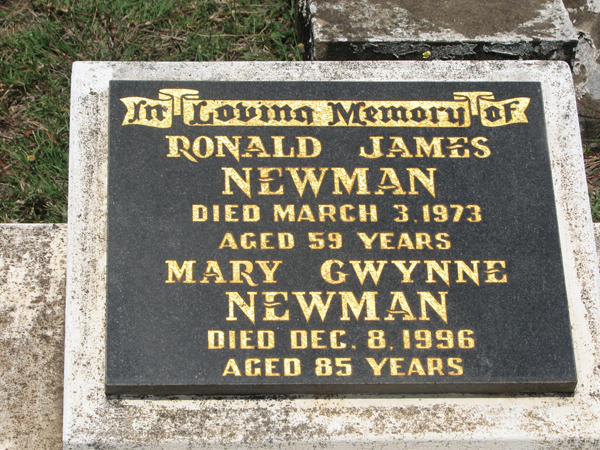 In Loving Memory of
RONALD JAMES
NEWMAN
DIED MARCH 3, 1973
AGED 59 YEARS
MARY GWYNNE
NEWMAN
DIED DEC. 8, 1996
AGED 85 YEARS